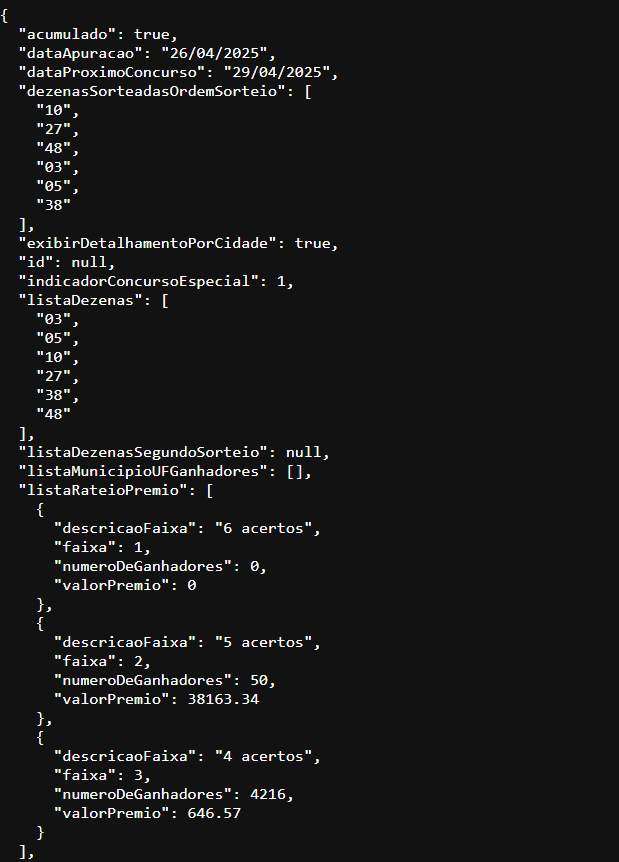 {
  "acumulado": true,
  "dataApuracao": "26/04/2025",
  "dataProximoConcurso": "29/04/2025",
  "dezenasSorteadasOrdemSorteio": [
    "10",
    "27",
    "48",
    "03",
    "05",
    "38"
  ],
  "exibirDetalhamentoPorCidade": true,
  "id": null,
  "indicadorConcursoEspecial": 1,
  "listaDezenas": [
    "03",
    "05",
    "10",
    "27",
    "38",
    "48"
  ],
  "listaDezenasSegundoSorteio": null,
  "listaMunicipioUFGanhadores": [],
  "listaRateioPremio": [
    {
      "descricaoFaixa": "6 acertos",
      "faixa": 1,
      "numeroDeGanhadores": 0,
      "valorPremio": 0
    },
    {
      "descricaoFaixa": "5 acertos",
      "faixa": 2,
      "numeroDeGanhadores": 50,
      "valorPremio": 38163.34
    },
    {
      "descricaoFaixa": "4 acertos",
      "faixa": 3,
      "numeroDeGanhadores": 4216,
      "valorPremio": 646.57
    }
  ],